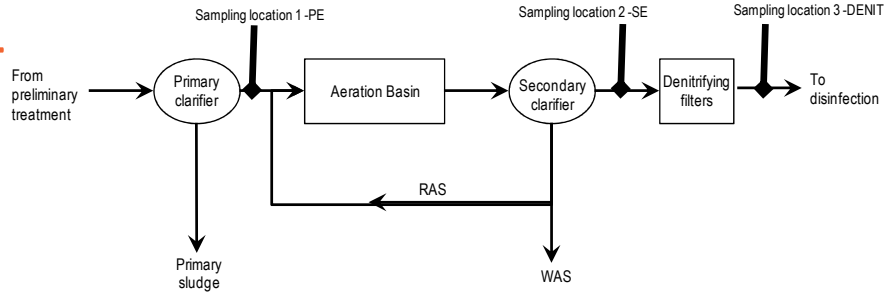 Sampling location 1 -PE
Sampling location 2 -SE
Sampling location 3 -DENIT
From
preliminary
treatment
Primary
clarifier
Aeration Basin
Secondary
clarifier
Denitrifying
filters
To
disinfection
RAS
Primary
sludge
WAS